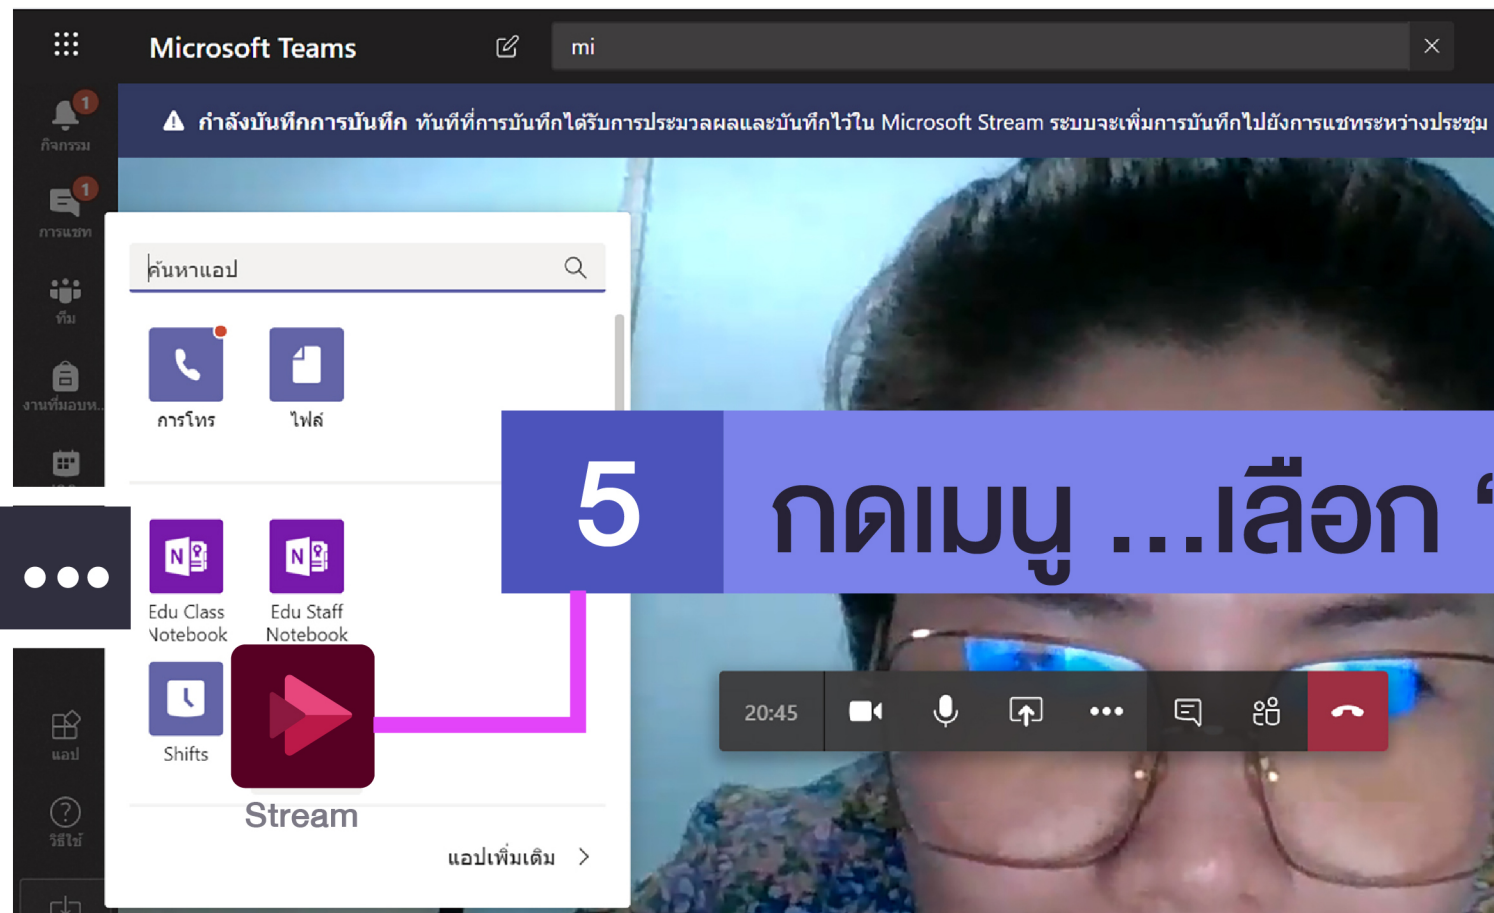 Microsoft Teams
mi
1
กิจกรรม
กำลังบันทึกการบันทึก ทันทีที่การบันทึกได้รับการประมวลผลและบันทึกไว้ใน Microsoft Stream ระบบจะเพิ่มการบันทึกไปยังการแชทระหว่างประชุม
1
การแชท
ค้นหาแอป
ทีม
การโทร
ไฟล์
งานที่มอบห...
5 กดเมนู ...เลือก “
Edu Class Notebook
Edu Staff Notebook
Shifts
Stream
20:45
แอป
วิธีใช้
แอปเพิ่มเติม